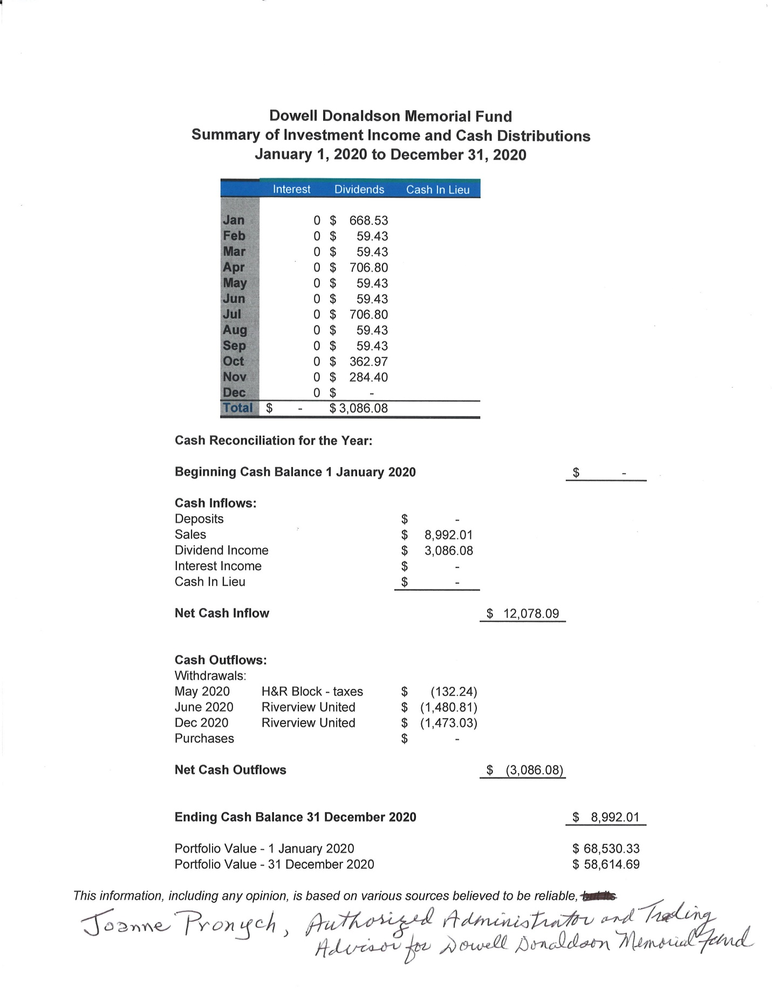 Dowell Donaldson Memorial Fund
Summary of Investment Income and Cash Distributions
January 1, 2020 to December 31, 2020
Interest Dividends Cash In Lieu
Jan 0 $ 668.53
Feb 0 $ 59.43
Mar 0 $ 59.43
Apr 0 $ 706.80
May 0 $ 59.43
Jun 0 $ 59.43
Jul 0 $ 706.80
Aug 0 $ 59.43
Sep 0 $ 59.43
Oct 0 $ 362.97
Nov 0 $ 284.40
Dec 0 $ -
Total $ - $ 3,086.08
Cash Reconciliation for the Year:
Beginning Cash Balance 1 January 2020 $ -
Cash Inflows:
Deposits $ -
Sales $ 8,992.01
Dividend Income $ 3,086.08
Interest Income $ -
Cash In Lieu $ -
Net Cash Inflow $ 12,078.09
Cash Outflows:
Withdrawals:
May 2020 H&R Block - taxes $ (132.24)
June 2020 Riverview United $ (1,480.81)
Dec 2020 Riverview United $ (1,473.03)
Purchases $ -
Net Cash Outflows $ (3,086.08)
Ending Cash Balance 31 December 2020 $ 8,992.01
Portfolio Value - 1 January 2020 $ 68,530.33
Portfolio Value - 31 December 2020 $ 58,614.69
This information, including any opinion, is based on various sources believed to be reliable,
Joanne Pronych, Authorized Administrator and Trading
Advisor for Dowell Donaldson Memorial Fund